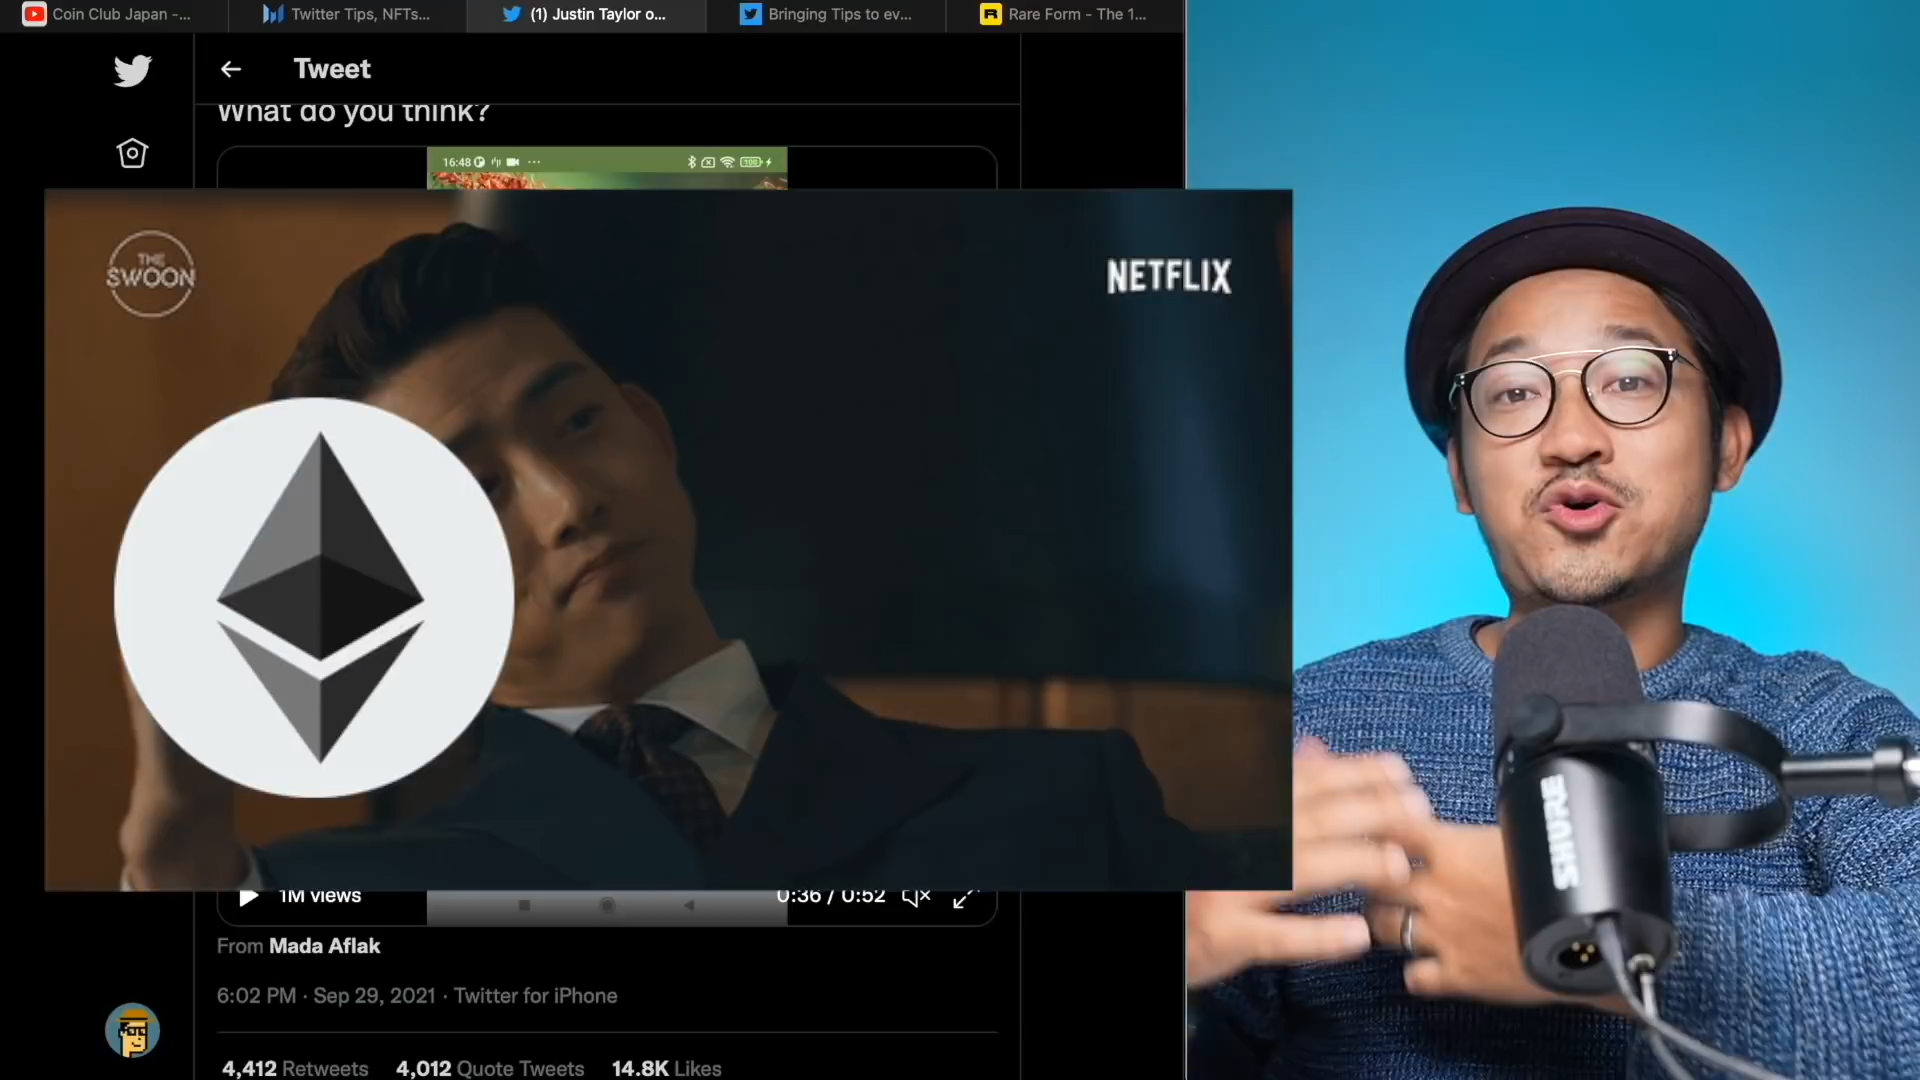 Coin Club Japan -...
Twitter Tips, NFTs...
(1) Justin Taylor o...
Bringing Tips to ev...
Rare Form - The 1...
Tweet
What do you think?
16:48
100
THE
SWOON
NETFLIX
1M views
0:36 / 0:52
From Mada Aflak
6:02 PM · Sep 29, 2021 · Twitter for iPhone
4,412 Retweets 4,012 Quote Tweets 14.8K Likes
SHURE